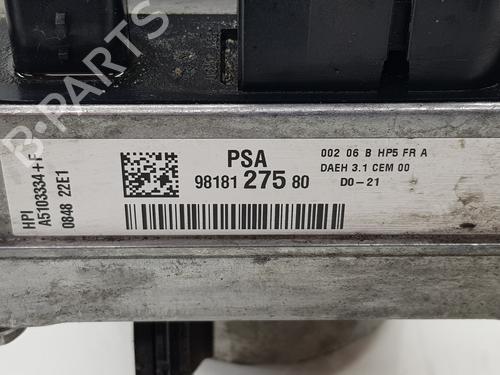 PSA
98181 275 80
002 06 B HP5 FR A
DAEH 3.1 CEM 00
D0-21
HPI
A5103334+F
0848 22E1
B-PARTS